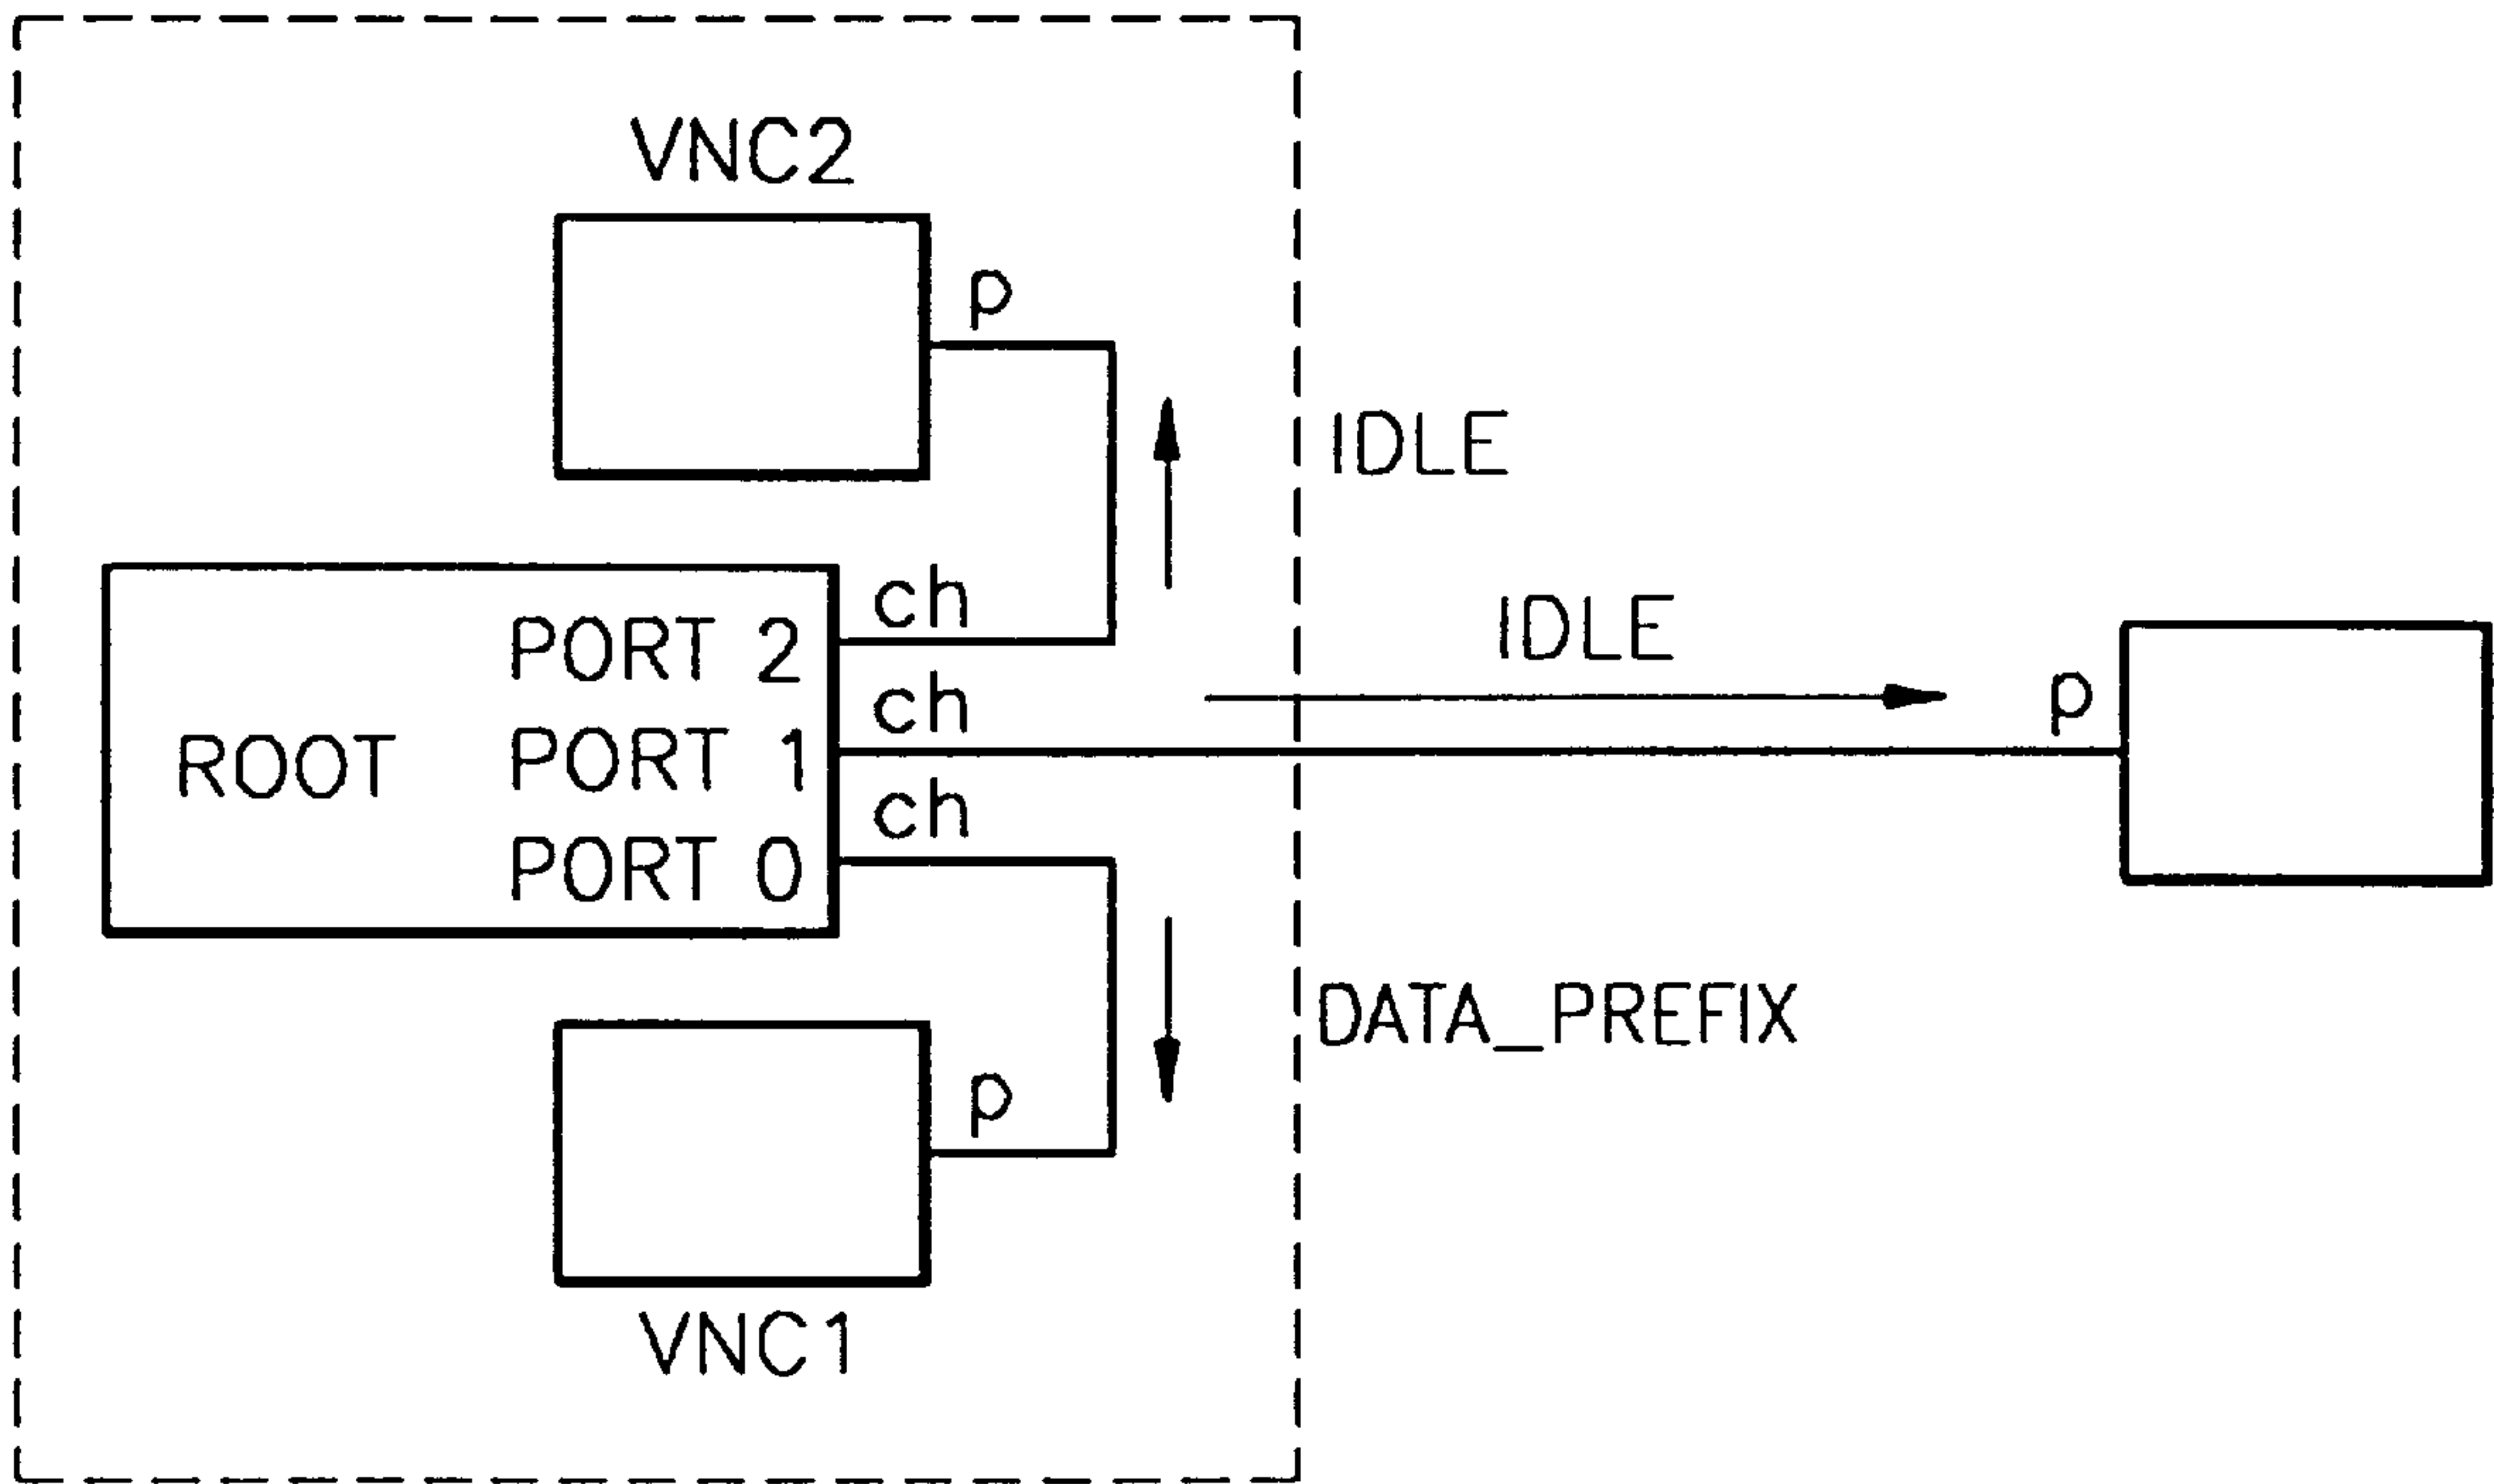 VNC2
p
IDLE
ch
PORT 2
IDLE
ch
p
ROOT
PORT 1
ch
PORT 0
DATA_PREFIX
p
VNC1